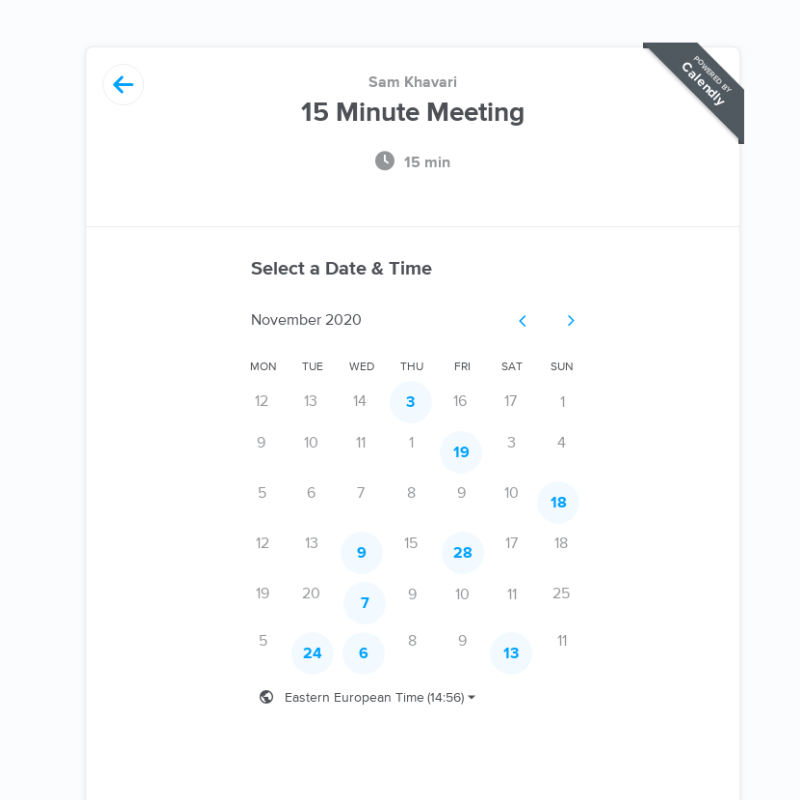 Sam Khavari
POWERED BY
Calendly
15 Minute Meeting
15 min
Select a Date & Time
November 2020
MON TUE WED THU FRI SAT SUN
12 13 14 3 16 17 1
9 10 11 1 19 3 4
5 6 7 8 9 10 18
12 13 9 15 28 17 18
19 20 7 9 10 11 25
5 24 6 8 9 13 11
Eastern European Time (14:56)